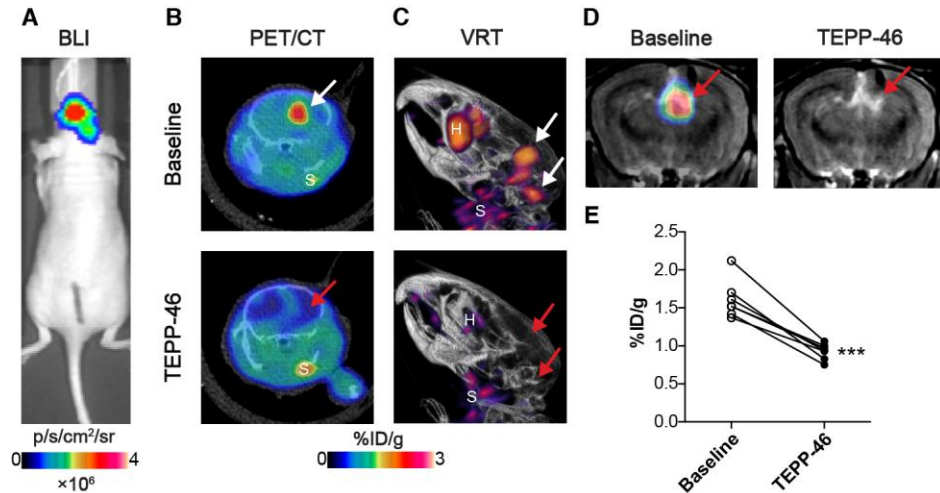 A
B
C
D
BLI
PET/CT
VRT
Baseline
TEPP-46
Baseline
TEPP-46
S
H
S
S
H
S
p/s/cm²/sr
0
4
×10⁶
%ID/g
0
3
E
2.5
2.0
1.5
1.0
0.5
0.0
%ID/g
***
Baseline
TEPP-46